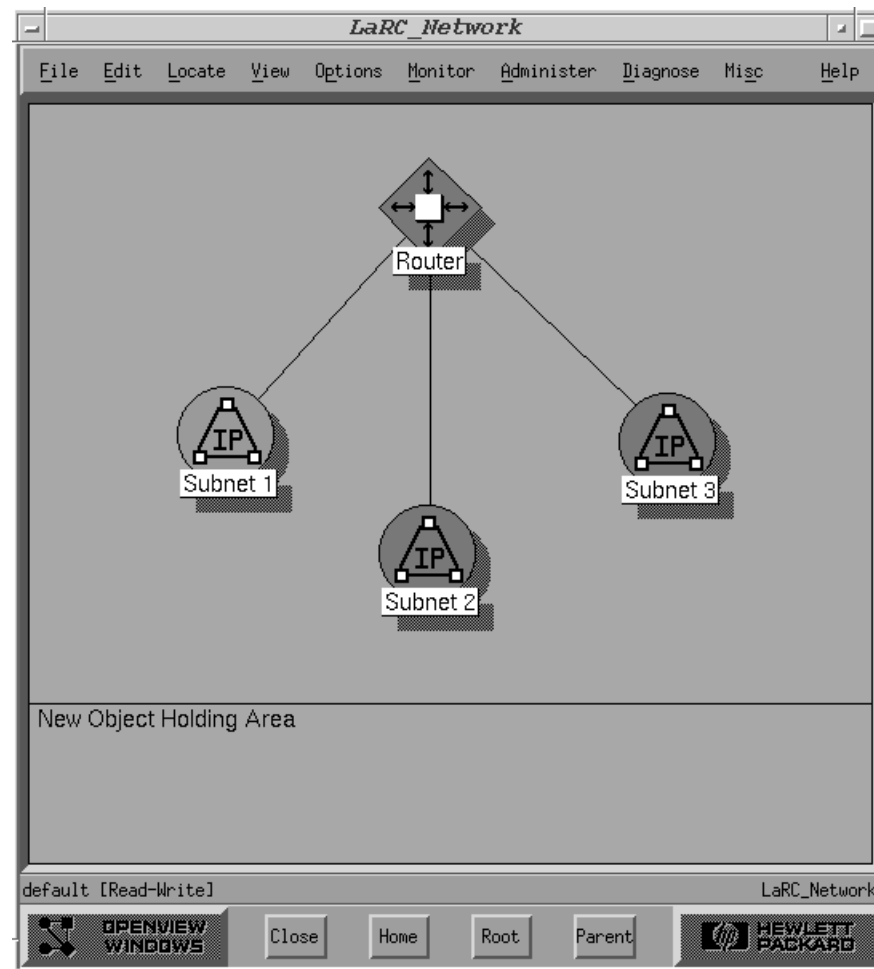 LaRC_Network
File Edit Locate View Options Monitor Administer Diagnose Misc Help
Router
IP
IP
Subnet 1
Subnet 3
IP
Subnet 2
New Object Holding Area
default [Read-Write] LaRC_Network
OPENVIEW
WINDOWS
Close Home Root Parent
hp HEWLETT
PACKARD